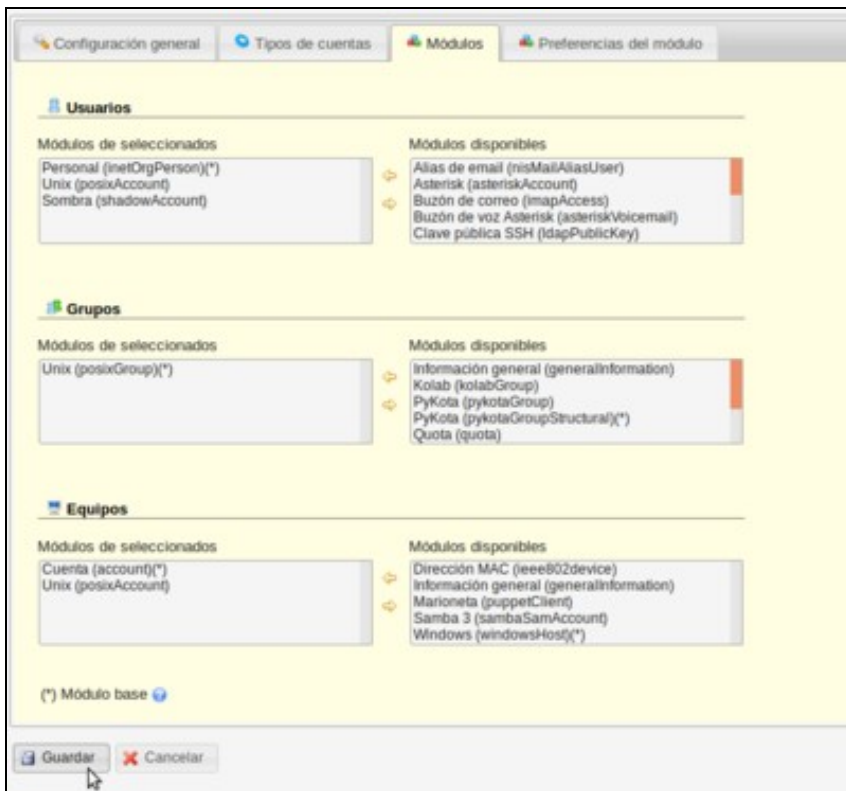 Configuración general
Tipos de cuentas
Módulos
Preferencias del módulo
Usuarios
Módulos de seleccionados
Personal (inetOrgPerson)(*)
Unix (posixAccount)
Sombra (shadowAccount)
Módulos disponibles
Alias de email (nisMailAliasUser)
Asterisk (asteriskAccount)
Buzón de correo (imapAccess)
Buzón de voz Asterisk (asteriskVoicemail)
Clave pública SSH (ldapPublicKey)
Grupos
Módulos de seleccionados
Unix (posixGroup)(*)
Módulos disponibles
Información general (generalInformation)
Kolab (kolabGroup)
PyKota (pykotaGroup)
PyKota (pykotaGroupStructural)(*)
Quota (quota)
Equipos
Módulos de seleccionados
Cuenta (account)(*)
Unix (posixAccount)
Módulos disponibles
Dirección MAC (ieee802device)
Información general (generalInformation)
Marioneta (puppetClient)
Samba 3 (sambaSamAccount)
Windows (windowsHost)(*)
(*) Módulo base
Guardar
Cancelar